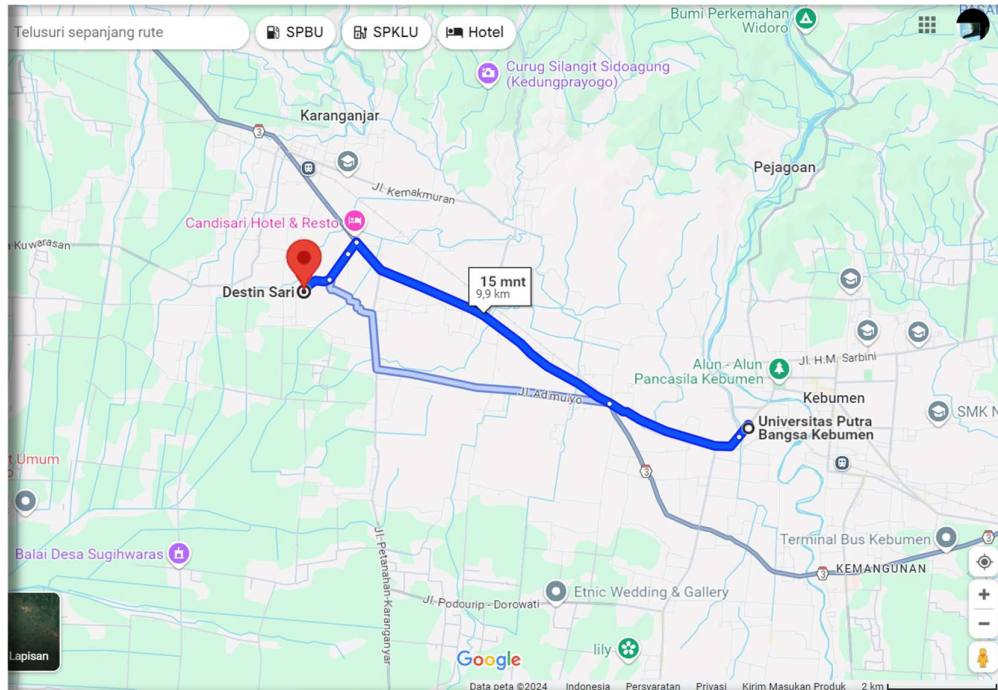 Telusuri sepanjang rute
SPBU
SPKLU
Hotel
Bumi Perkemahan
Widoro
Curug Silangit Sidoagung
(Kedungprayogo)
Karanganjar
3
Pejagoan
Jl. Kemakmuran
Candisari Hotel & Resto
Kuwarasan
15 mnt
9,9 km
Destin Sari
Alun - Alun
Pancasila Kebumen
Jl. H.M. Sarbini
Jl. Adimulyo
Kebumen
SMK N
Universitas Putra
Bangsa Kebumen
Umum
3
Terminal Bus Kebumen
3
Balai Desa Sugihwaras
KEMANGUNAN
3
Jl. Petanahan-Karanganyar
Etnic Wedding & Gallery
Jl. Podourip - Dorowati
lily
Lapisan
Google
Data peta ©2024
Indonesia
Persyaratan
Privasi
Kirim Masukan Produk
2 km